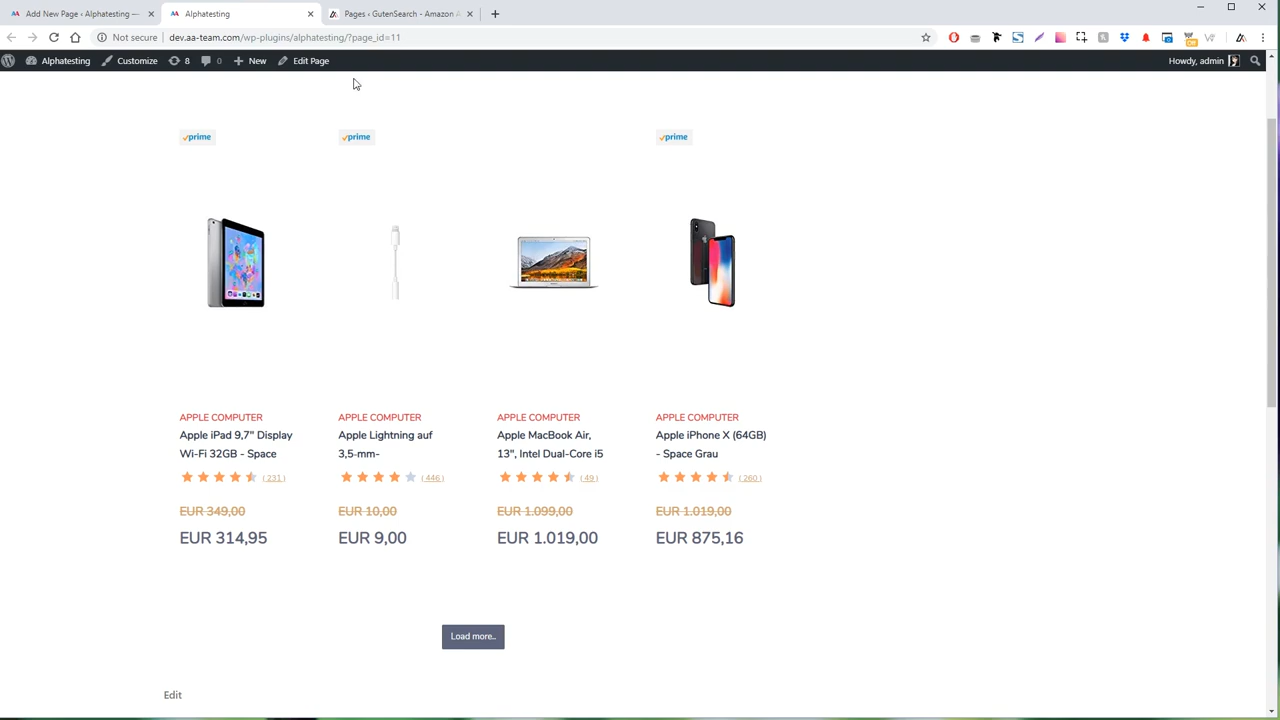 Add New Page ‹ Alphatesting —
Alphatesting
Pages ‹ GutenSearch - Amazon A
Not secure
dev.aa-team.com/wp-plugins/alphatesting/?page_id=11
Off
Alphatesting
Customize
8
0
New
Edit Page
Howdy, admin
prime
prime
prime
APPLE COMPUTER
Apple iPad 9,7" Display
Wi-Fi 32GB - Space
( 231 )
EUR 349,00
EUR 314,95
APPLE COMPUTER
Apple Lightning auf
3,5-mm-
( 446 )
EUR 10,00
EUR 9,00
APPLE COMPUTER
Apple MacBook Air,
13", Intel Dual-Core i5
( 49 )
EUR 1.099,00
EUR 1.019,00
APPLE COMPUTER
Apple iPhone X (64GB)
- Space Grau
( 260 )
EUR 1.019,00
EUR 875,16
Load more..
Edit